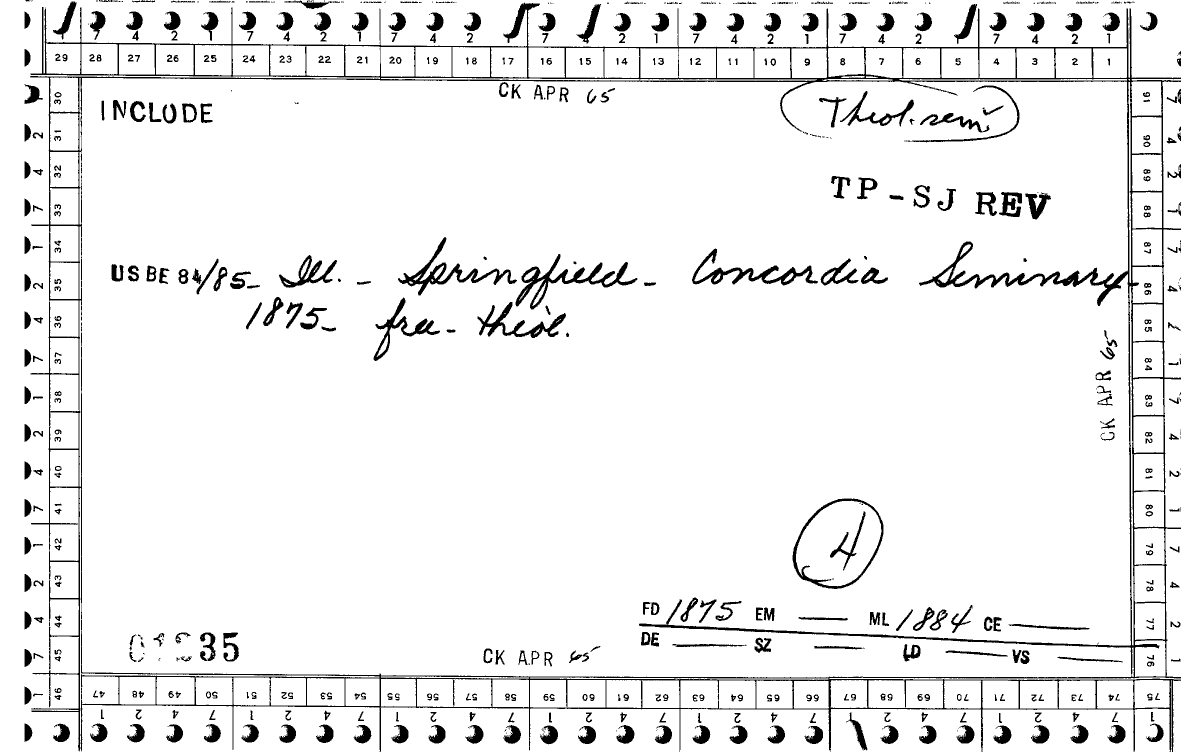 7 4 2 1 7 4 2 1 7 4 2 1 7 4 2 1 7 4 2 1 7 4 2 1 7 4 2 1
29 28 27 26 25 24 23 22 21 20 19 18 17 16 15 14 13 12 11 10 9 8 7 6 5 4 3 2 1
CK APR 65
INCLODE
Theol. sem
TP-SJ REV
USBE 84/85- Ill. - Springfield - Concordia Seminary-
1875- free- theol.
CK APR 65
4
FD 1875 EM — ML 1884 CE —
DE — SZ — LD — VS —
35
CK APR 65
30 31 32 33 34 35 36 37 38 39 40 41 42 43 44 45 46
91 90 89 88 87 86 85 84 83 82 81 80 79 78 77 76
47 48 49 50 51 52 53 54 55 56 57 58 59 60 61 62 63 64 65 66 67 68 69 70 71 72 73 74 75
1 2 4 7 1 2 4 7 1 2 4 7 1 2 4 7 1 2 4 7 1 2 4 7 1 2 4 7 1